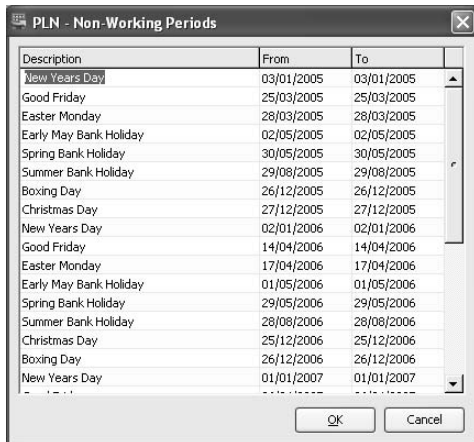 PLN - Non-Working Periods
Description From To
New Years Day 03/01/2005 03/01/2005
Good Friday 25/03/2005 25/03/2005
Easter Monday 28/03/2005 28/03/2005
Early May Bank Holiday 02/05/2005 02/05/2005
Spring Bank Holiday 30/05/2005 30/05/2005
Summer Bank Holiday 29/08/2005 29/08/2005
Boxing Day 26/12/2005 26/12/2005
Christmas Day 27/12/2005 27/12/2005
New Years Day 02/01/2006 02/01/2006
Good Friday 14/04/2006 14/04/2006
Easter Monday 17/04/2006 17/04/2006
Early May Bank Holiday 01/05/2006 01/05/2006
Spring Bank Holiday 29/05/2006 29/05/2006
Summer Bank Holiday 28/08/2006 28/08/2006
Christmas Day 25/12/2006 25/12/2006
Boxing Day 26/12/2006 26/12/2006
New Years Day 01/01/2007 01/01/2007
OK Cancel